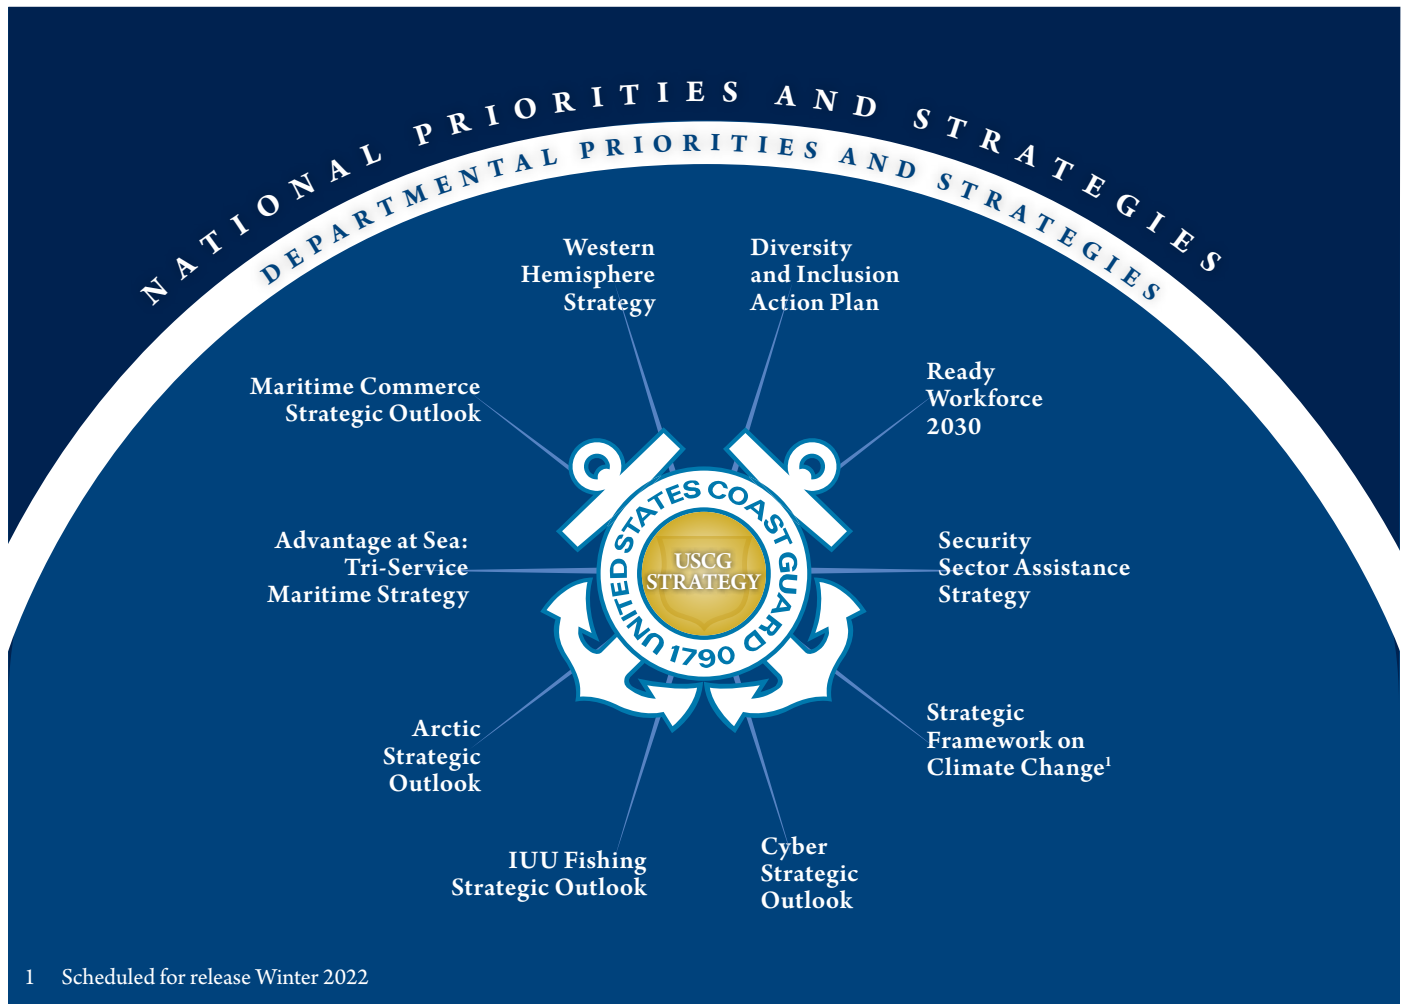 NATIONAL PRIORITIES AND STRATEGIES
DEPARTMENTAL PRIORITIES AND STRATEGIES
Western
Hemisphere
Strategy
Diversity
and Inclusion
Action Plan
Maritime Commerce
Strategic Outlook
Ready
Workforce
2030
Advantage at Sea:
Tri-Service
Maritime Strategy
UNITED STATES COAST GUARD
1790
USCG
STRATEGY
Security
Sector Assistance
Strategy
Arctic
Strategic
Outlook
Strategic
Framework on
Climate Change¹
IUU Fishing
Strategic Outlook
Cyber
Strategic
Outlook
1 Scheduled for release Winter 2022